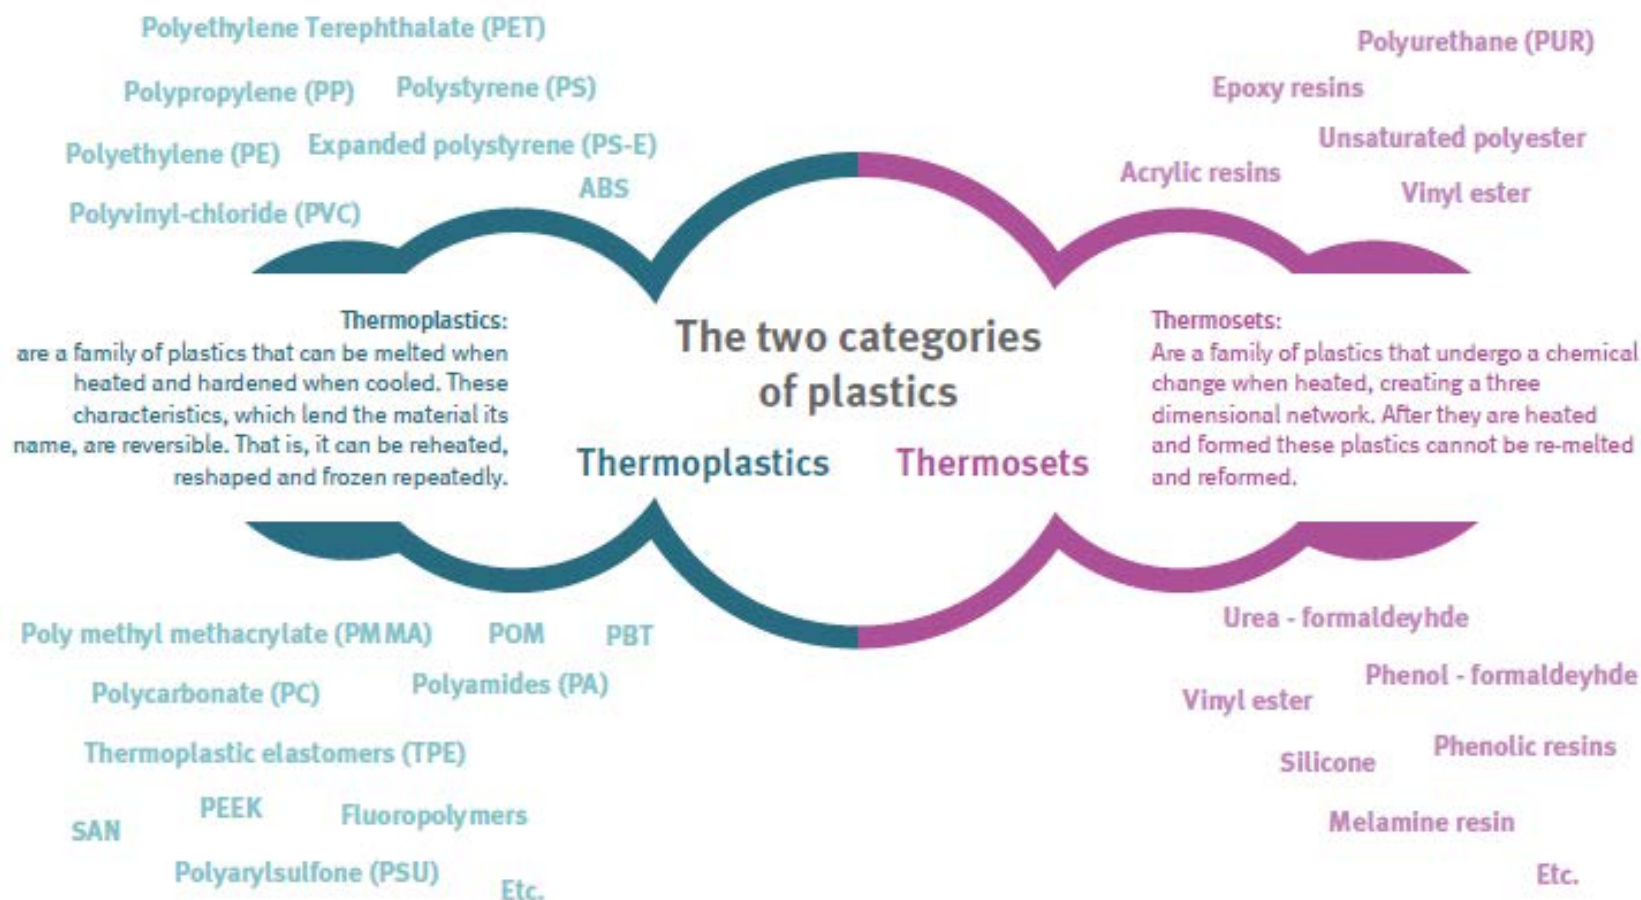 Polyethylene Terephthalate (PET)
Polypropylene (PP)
Polystyrene (PS)
Polyethylene (PE)
Expanded polystyrene (PS-E)
ABS
Polyvinyl-chloride (PVC)
Polyurethane (PUR)
Epoxy resins
Unsaturated polyester
Acrylic resins
Vinyl ester
Thermoplastics:
are a family of plastics that can be melted when
heated and hardened when cooled. These
characteristics, which lend the material its
name, are reversible. That is, it can be reheated,
reshaped and frozen repeatedly.
The two categories
of plastics
Thermoplastics
Thermosets
Thermosets:
Are a family of plastics that undergo a chemical
change when heated, creating a three
dimensional network. After they are heated
and formed these plastics cannot be re-melted
and reformed.
Poly methyl methacrylate (PMMA)
POM
PBT
Polycarbonate (PC)
Polyamides (PA)
Thermoplastic elastomers (TPE)
PEEK
SAN
Fluoropolymers
Polyarylsulfone (PSU)
Etc.
Urea - formaldeyhde
Phenol - formaldeyhde
Vinyl ester
Phenolic resins
Silicone
Melamine resin
Etc.